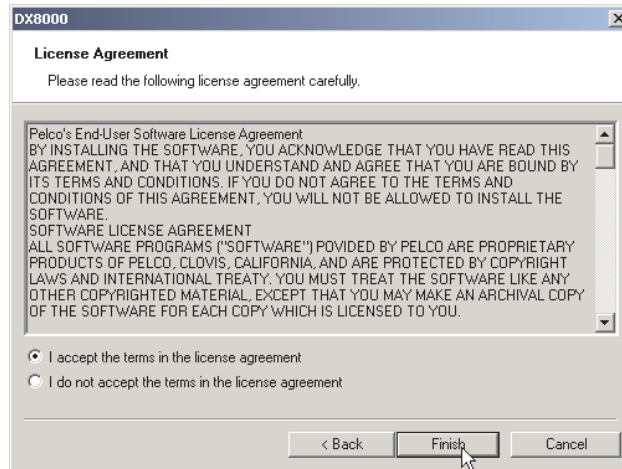 DX8000
License Agreement
Please read the following license agreement carefully.
Pelco's End-User Software License Agreement
BY INSTALLING THE SOFTWARE, YOU ACKNOWLEDGE THAT YOU HAVE READ THIS
AGREEMENT, AND THAT YOU UNDERSTAND AND AGREE THAT YOU ARE BOUND BY
ITS TERMS AND CONDITIONS. IF YOU DO NOT AGREE TO THE TERMS AND
CONDITIONS OF THIS AGREEMENT, YOU WILL NOT BE ALLOWED TO INSTALL THE
SOFTWARE.
SOFTWARE LICENSE AGREEMENT
ALL SOFTWARE PROGRAMS ("SOFTWARE") POVIDED BY PELCO ARE PROPRIETARY
PRODUCTS OF PELCO, CLOVIS, CALIFORNIA, AND ARE PROTECTED BY COPYRIGHT
LAWS AND INTERNATIONAL TREATY. YOU MUST TREAT THE SOFTWARE LIKE ANY
OTHER COPYRIGHTED MATERIAL, EXCEPT THAT YOU MAY MAKE AN ARCHIVAL COPY
OF THE SOFTWARE FOR EACH COPY WHICH IS LICENSED TO YOU.
I accept the terms in the license agreement
I do not accept the terms in the license agreement
< Back Finish Cancel